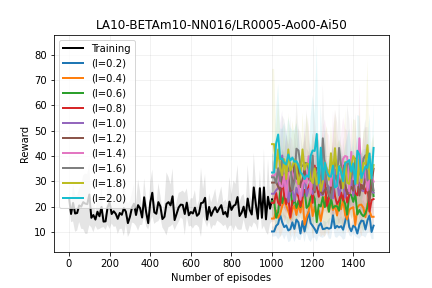 LA10-BETAm10-NN016/LR0005-Ao00-Ai50
Training
(l=0.2)
(l=0.4)
(l=0.6)
(l=0.8)
(l=1.0)
(l=1.2)
(l=1.4)
(l=1.6)
(l=1.8)
(l=2.0)
Reward
80
70
60
50
40
30
20
10
0 200 400 600 800 1000 1200 1400
Number of episodes